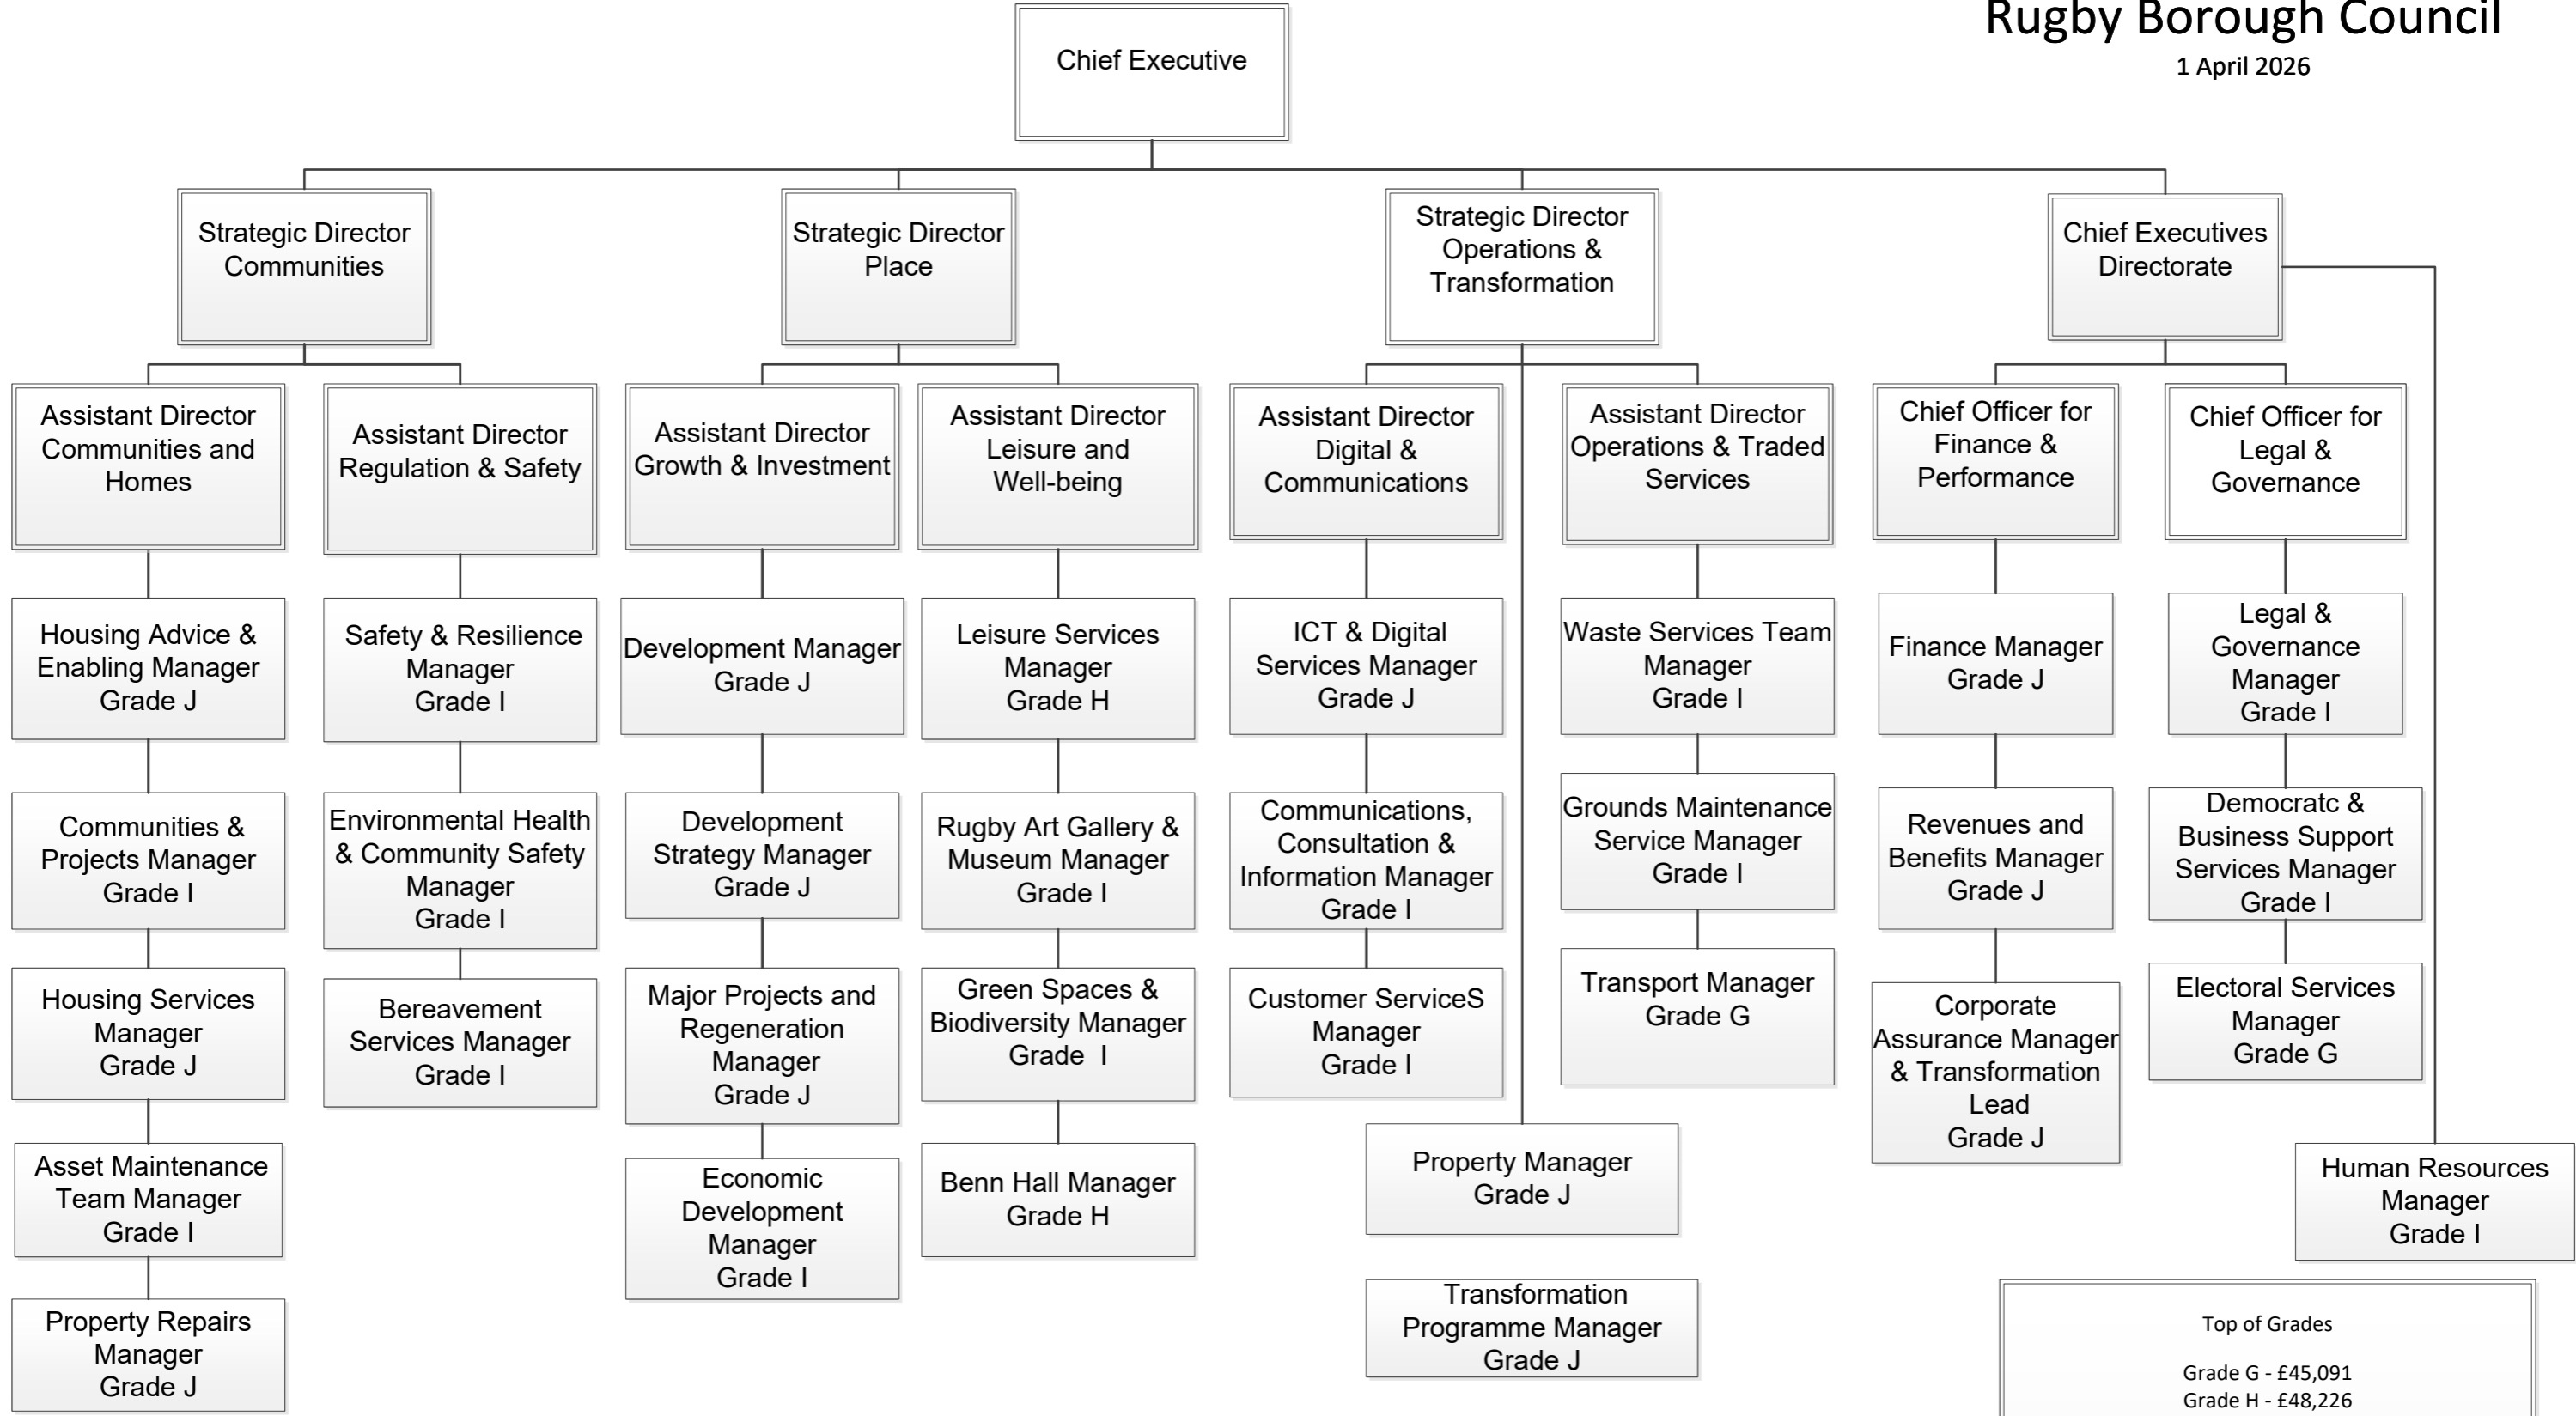 Rugby Borough Council
1 April 2026
Chief Executive
Strategic Director
Communities
Strategic Director
Place
Strategic Director
Operations &
Transformation
Chief Executives
Directorate
Assistant Director
Communities and
Homes
Assistant Director
Regulation & Safety
Assistant Director
Growth & Investment
Assistant Director
Leisure and
Well-being
Assistant Director
Digital &
Communications
Assistant Director
Operations & Traded
Services
Chief Officer for
Finance &
Performance
Chief Officer for
Legal &
Governance
Housing Advice &
Enabling Manager
Grade J
Safety & Resilience
Manager
Grade I
Development Manager
Grade J
Leisure Services
Manager
Grade H
ICT & Digital
Services Manager
Grade J
Waste Services Team
Manager
Grade I
Finance Manager
Grade J
Legal &
Governance
Manager
Grade I
Communities &
Projects Manager
Grade I
Environmental Health
& Community Safety
Manager
Grade I
Development
Strategy Manager
Grade J
Rugby Art Gallery &
Museum Manager
Grade I
Communications,
Consultation &
Information Manager
Grade I
Grounds Maintenance
Service Manager
Grade I
Revenues and
Benefits Manager
Grade J
Democratc &
Business Support
Services Manager
Grade I
Housing Services
Manager
Grade J
Bereavement
Services Manager
Grade I
Major Projects and
Regeneration
Manager
Grade J
Green Spaces &
Biodiversity Manager
Grade I
Customer ServiceS
Manager
Grade I
Transport Manager
Grade G
Corporate
Assurance Manager
& Transformation
Lead
Grade J
Electoral Services
Manager
Grade G
Asset Maintenance
Team Manager
Grade I
Economic
Development
Manager
Grade I
Benn Hall Manager
Grade H
Property Manager
Grade J
Human Resources
Manager
Grade I
Property Repairs
Manager
Grade J
Transformation
Programme Manager
Grade J
Top of Grades
Grade G - £45,091
Grade H - £48,226